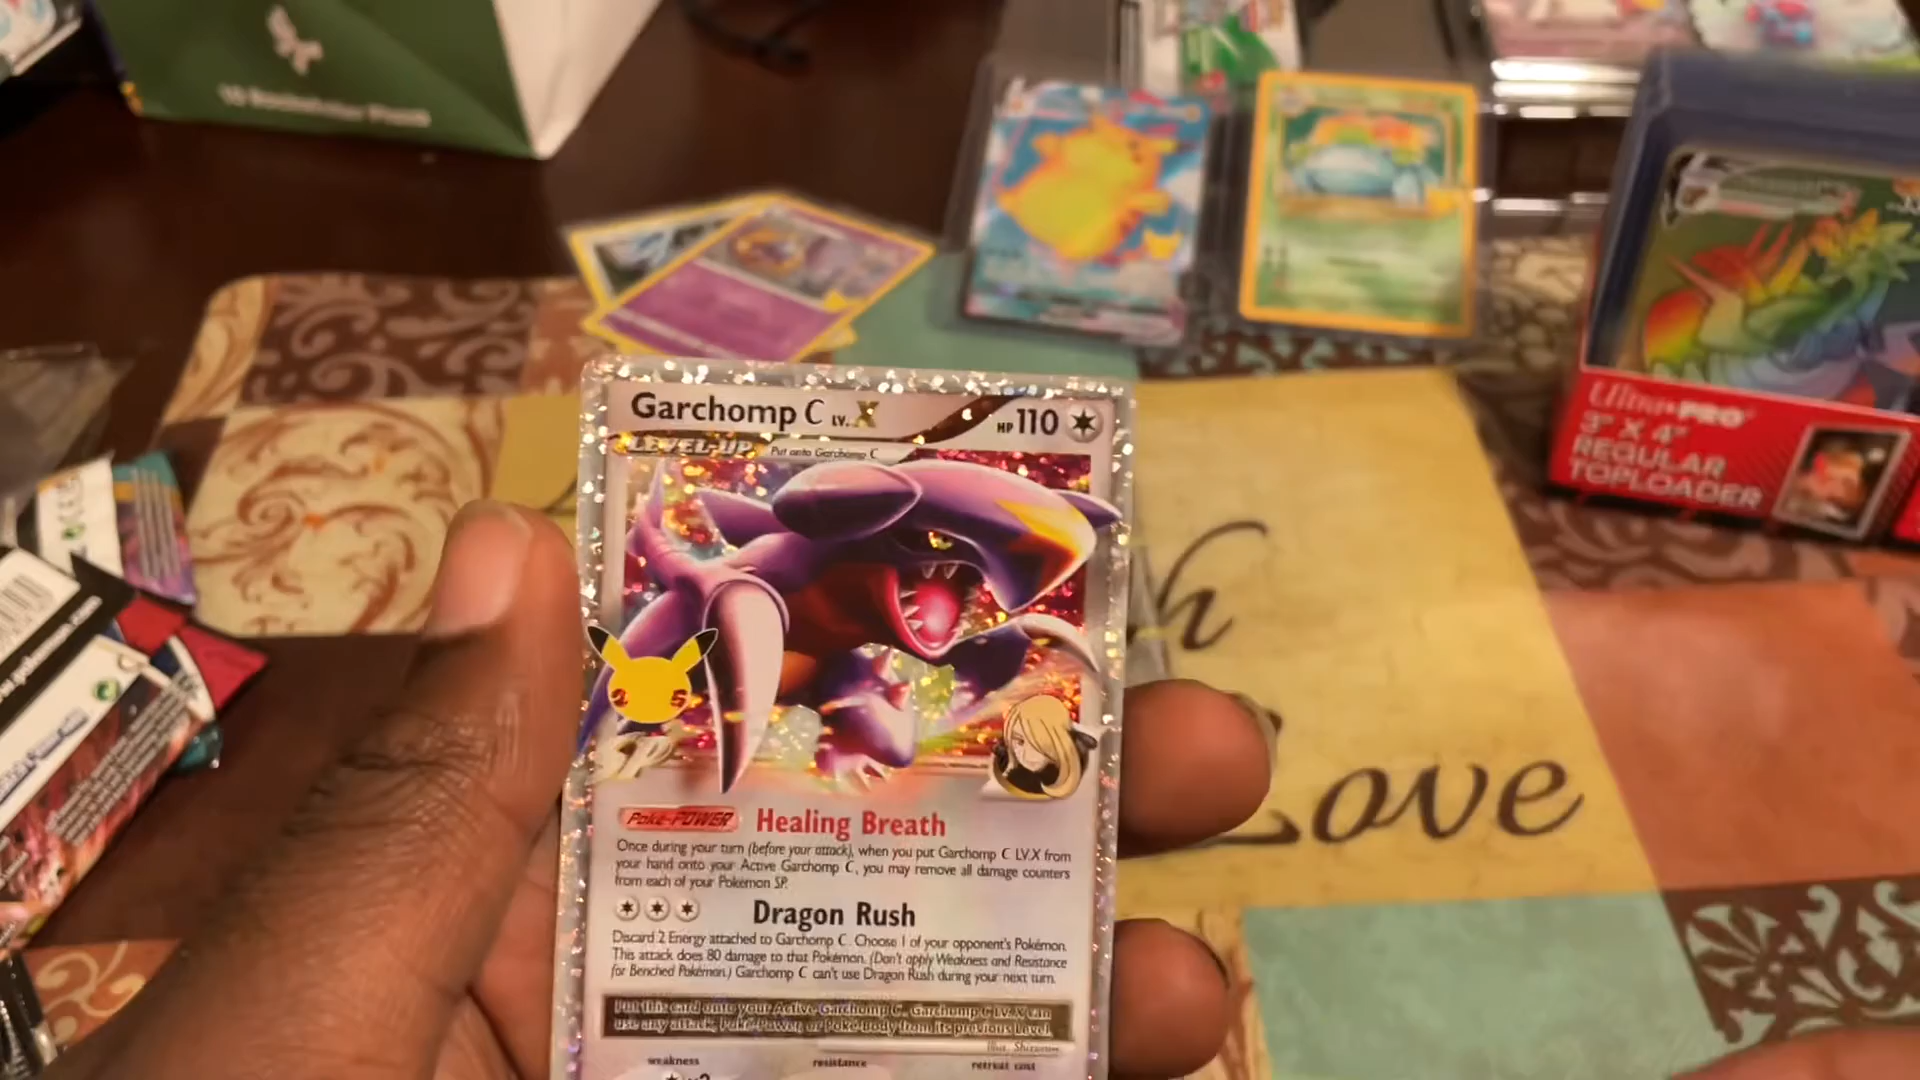 Garchomp C LV.X HP 110
LEVEL-UP Put onto Garchomp C
Poké-POWER Healing Breath
Once during your turn (before your attack), when you put Garchomp C LV.X from
your hand onto your Active Garchomp C, you may remove all damage counters
from each of your Pokémon SP.
Dragon Rush
Discard 2 Energy attached to Garchomp C. Choose 1 of your opponent's Pokémon.
This attack does 80 damage to that Pokémon. (Don't apply Weakness and Resistance
for Benched Pokémon.) Garchomp C can't use Dragon Rush during your next turn.
Put this card onto your Active Garchomp C. Garchomp C LV.X can
use any attack, Poké-Power, or Poké-Body from its previous Level.
weakness resistance retreat cost
x2
Ultra PRO
3" X 4"
REGULAR
TOPLOADER
Love